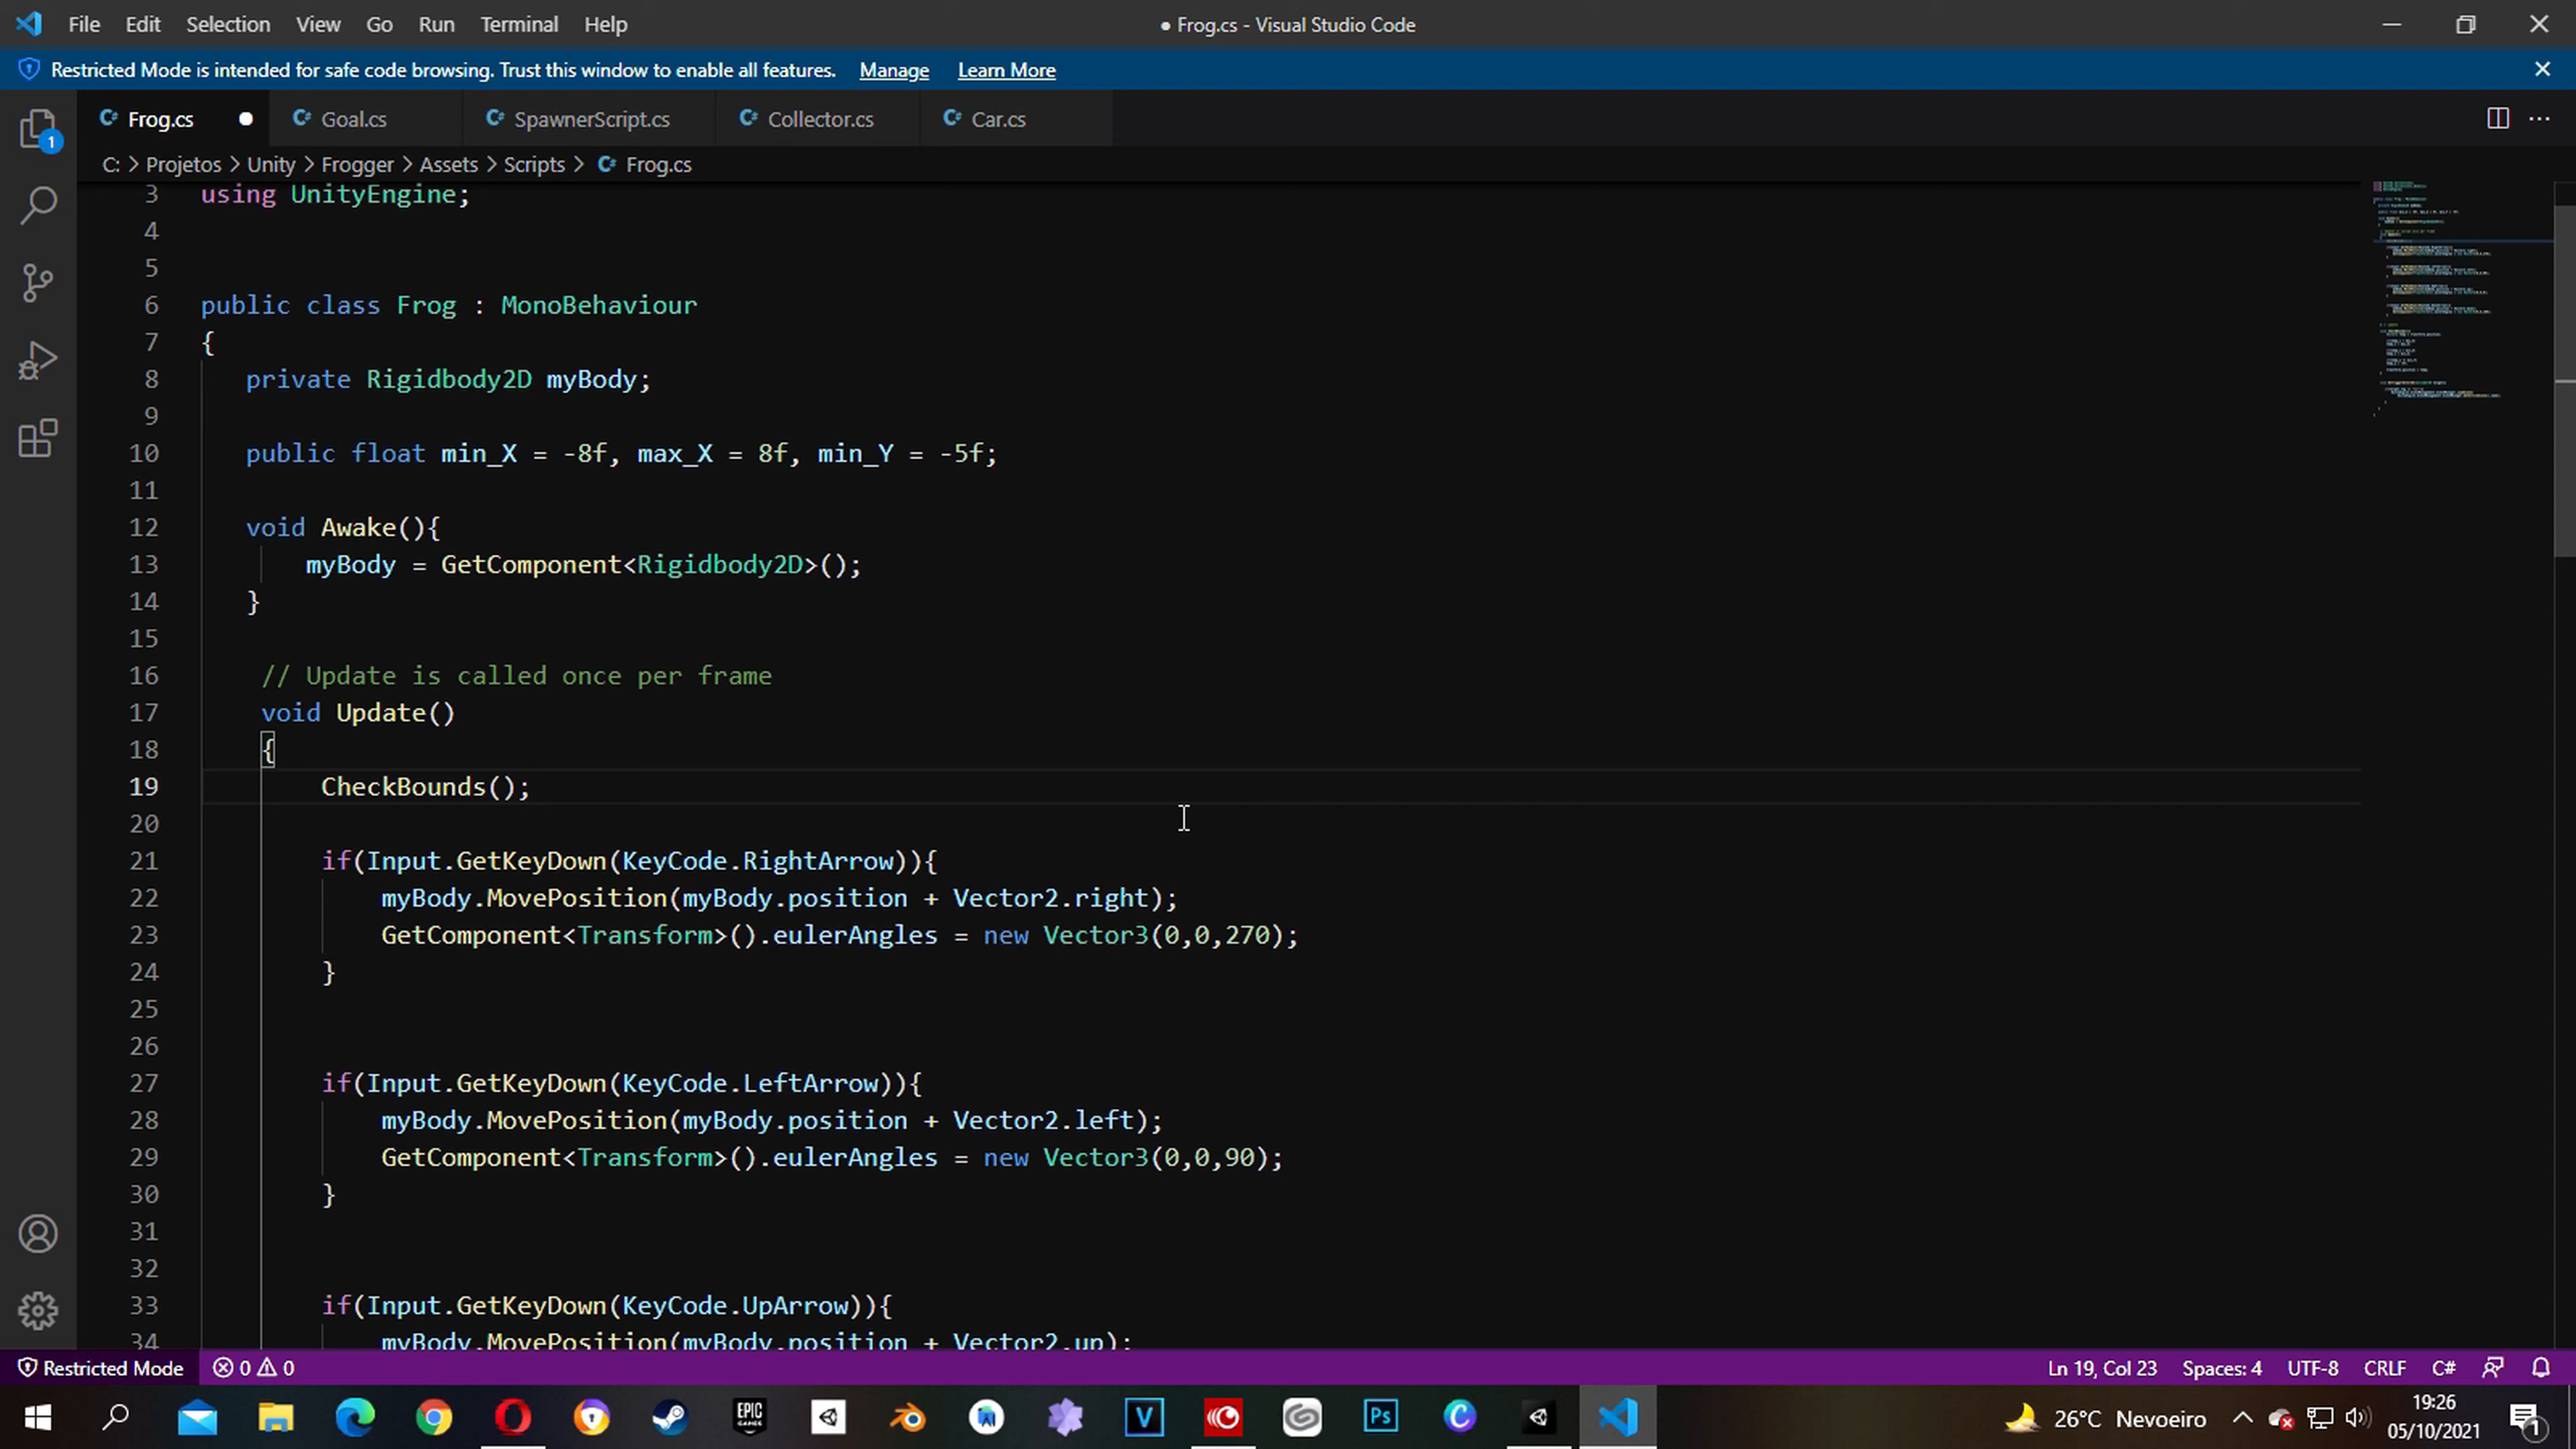 File Edit Selection View Go Run Terminal Help
● Frog.cs - Visual Studio Code
Restricted Mode is intended for safe code browsing. Trust this window to enable all features. Manage Learn More
Frog.cs Goal.cs SpawnerScript.cs Collector.cs Car.cs
1
C: > Projetos > Unity > Frogger > Assets > Scripts > Frog.cs
3 using UnityEngine;
4
5
6 public class Frog : MonoBehaviour
7 {
8 private Rigidbody2D myBody;
9
10 public float min_X = -8f, max_X = 8f, min_Y = -5f;
11
12 void Awake(){
13 myBody = GetComponent<Rigidbody2D>();
14 }
15
16 // Update is called once per frame
17 void Update()
18 {
19 CheckBounds();
20
21 if(Input.GetKeyDown(KeyCode.RightArrow)){
22 myBody.MovePosition(myBody.position + Vector2.right);
23 GetComponent<Transform>().eulerAngles = new Vector3(0,0,270);
24 }
25
26
27 if(Input.GetKeyDown(KeyCode.LeftArrow)){
28 myBody.MovePosition(myBody.position + Vector2.left);
29 GetComponent<Transform>().eulerAngles = new Vector3(0,0,90);
30 }
31
32
33 if(Input.GetKeyDown(KeyCode.UpArrow)){
34 myBody.MovePosition(myBody.position + Vector2.up);
Restricted Mode 0 0 Ln 19, Col 23 Spaces: 4 UTF-8 CRLF C#
EPIC GAMES V Ps C
26°C Nevoeiro
19:26
05/10/2021
1